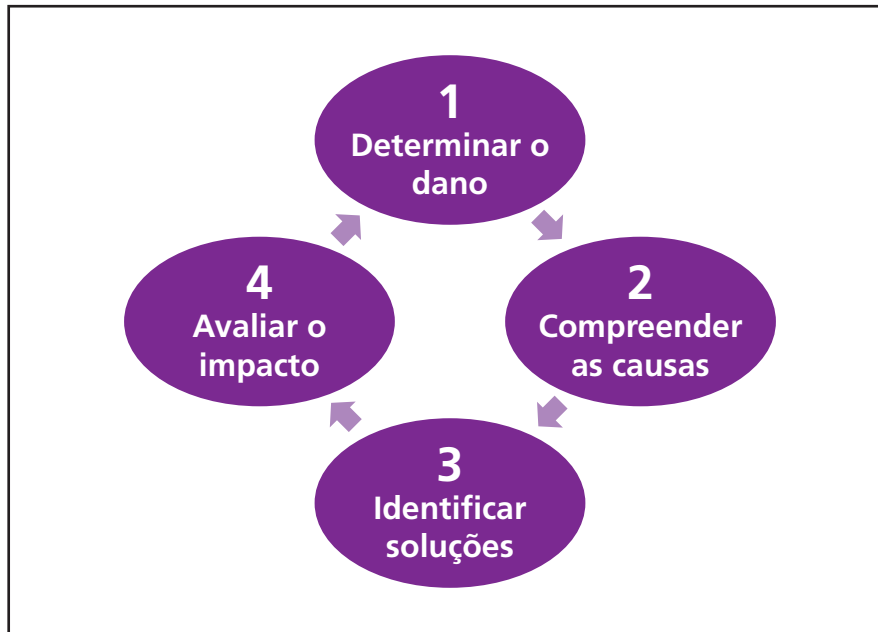 1
Determinar o
dano
2
Compreender
as causas
3
Identificar
soluções
4
Avaliar o
impacto